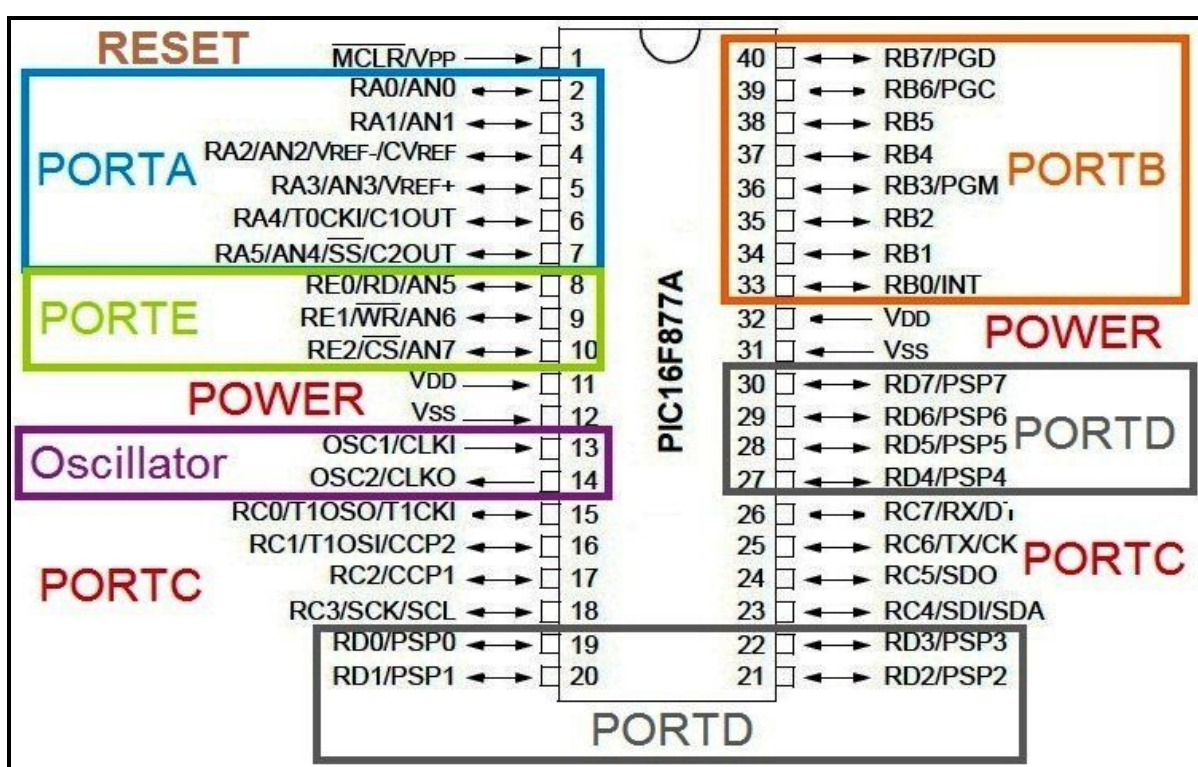 RESET
MCLR/VPP 1
RA0/AN0 2
RA1/AN1 3
RA2/AN2/VREF-/CVREF 4
RA3/AN3/VREF+ 5
RA4/T0CKI/C1OUT 6
RA5/AN4/SS/C2OUT 7
PORTA
RE0/RD/AN5 8
RE1/WR/AN6 9
RE2/CS/AN7 10
PORTE
VDD 11
VSS 12
POWER
OSC1/CLKI 13
OSC2/CLKO 14
Oscillator
RC0/T1OSO/T1CKI 15
RC1/T1OSI/CCP2 16
RC2/CCP1 17
RC3/SCK/SCL 18
PORTC
RD0/PSP0 19
RD1/PSP1 20
PIC16F877A
40 RB7/PGD
39 RB6/PGC
38 RB5
37 RB4
36 RB3/PGM
35 RB2
34 RB1
33 RB0/INT
PORTB
32 VDD
31 VSS
POWER
30 RD7/PSP7
29 RD6/PSP6
28 RD5/PSP5
27 RD4/PSP4
PORTD
26 RC7/RX/DT
25 RC6/TX/CK
24 RC5/SDO
23 RC4/SDI/SDA
PORTC
22 RD3/PSP3
21 RD2/PSP2
PORTD